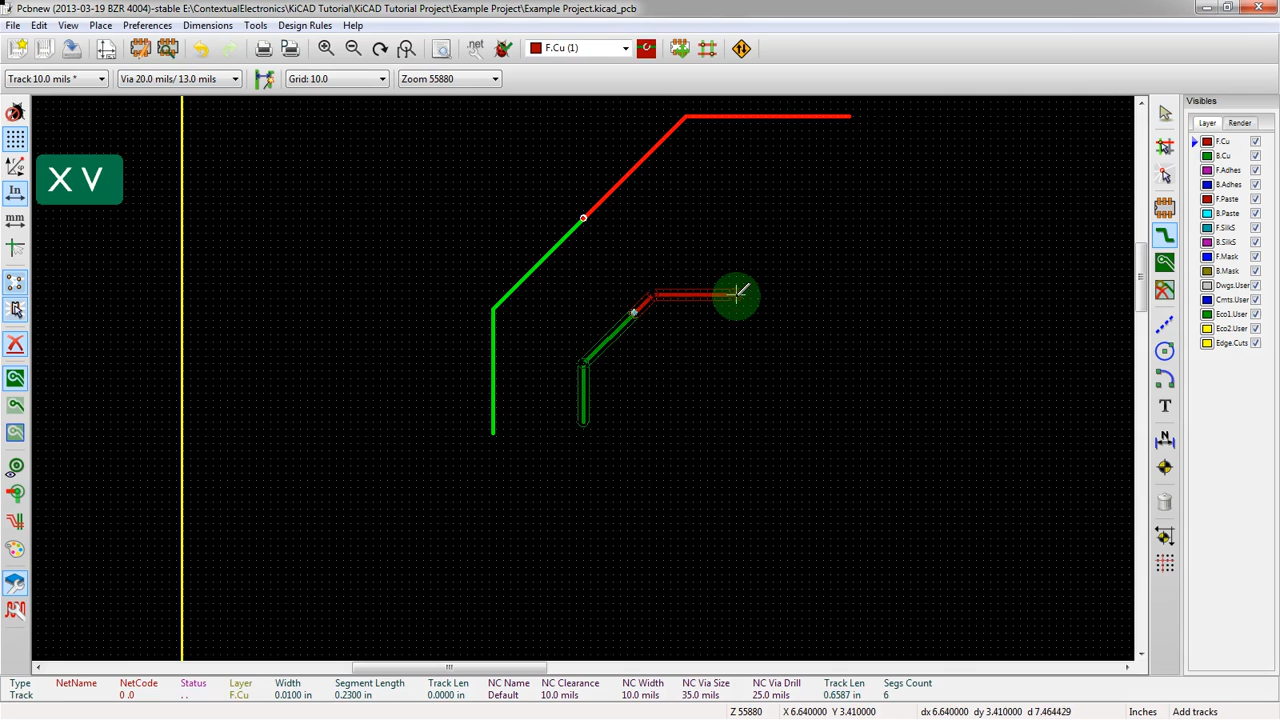 Pcbnew (2013-03-19 BZR 4004)-stable E:\ContextualElectronics\KiCAD Tutorial\KiCAD Tutorial Project\Example Project\Example Project.kicad_pcb
File Edit View Place Preferences Dimensions Tools Design Rules Help
.net F.Cu (1)
Track 10.0 mils * Via 20.0 mils/ 13.0 mils Grid: 10.0 Zoom 55880
Visibles
Layer Render
F.Cu
B.Cu
F.Adhes
B.Adhes
F.Paste
B.Paste
F.SilkS
B.SilkS
F.Mask
B.Mask
Dwgs.User
Cmts.User
Eco1.User
Eco2.User
Edge.Cuts
X V
In
mm
T
N
Type NetName NetCode Status Layer Width Segment Length Track Len NC Name NC Clearance NC Width NC Via Size NC Via Drill Track Len Segs Count
Track 0 .0 . . F.Cu 0.0100 in 0.2300 in 0.0000 in Default 10.0 mils 10.0 mils 35.0 mils 25.0 mils 0.6587 in 6
Z 55880 X 6.640000 Y 3.410000 dx 6.640000 dy 3.410000 d 7.464429 Inches Add tracks